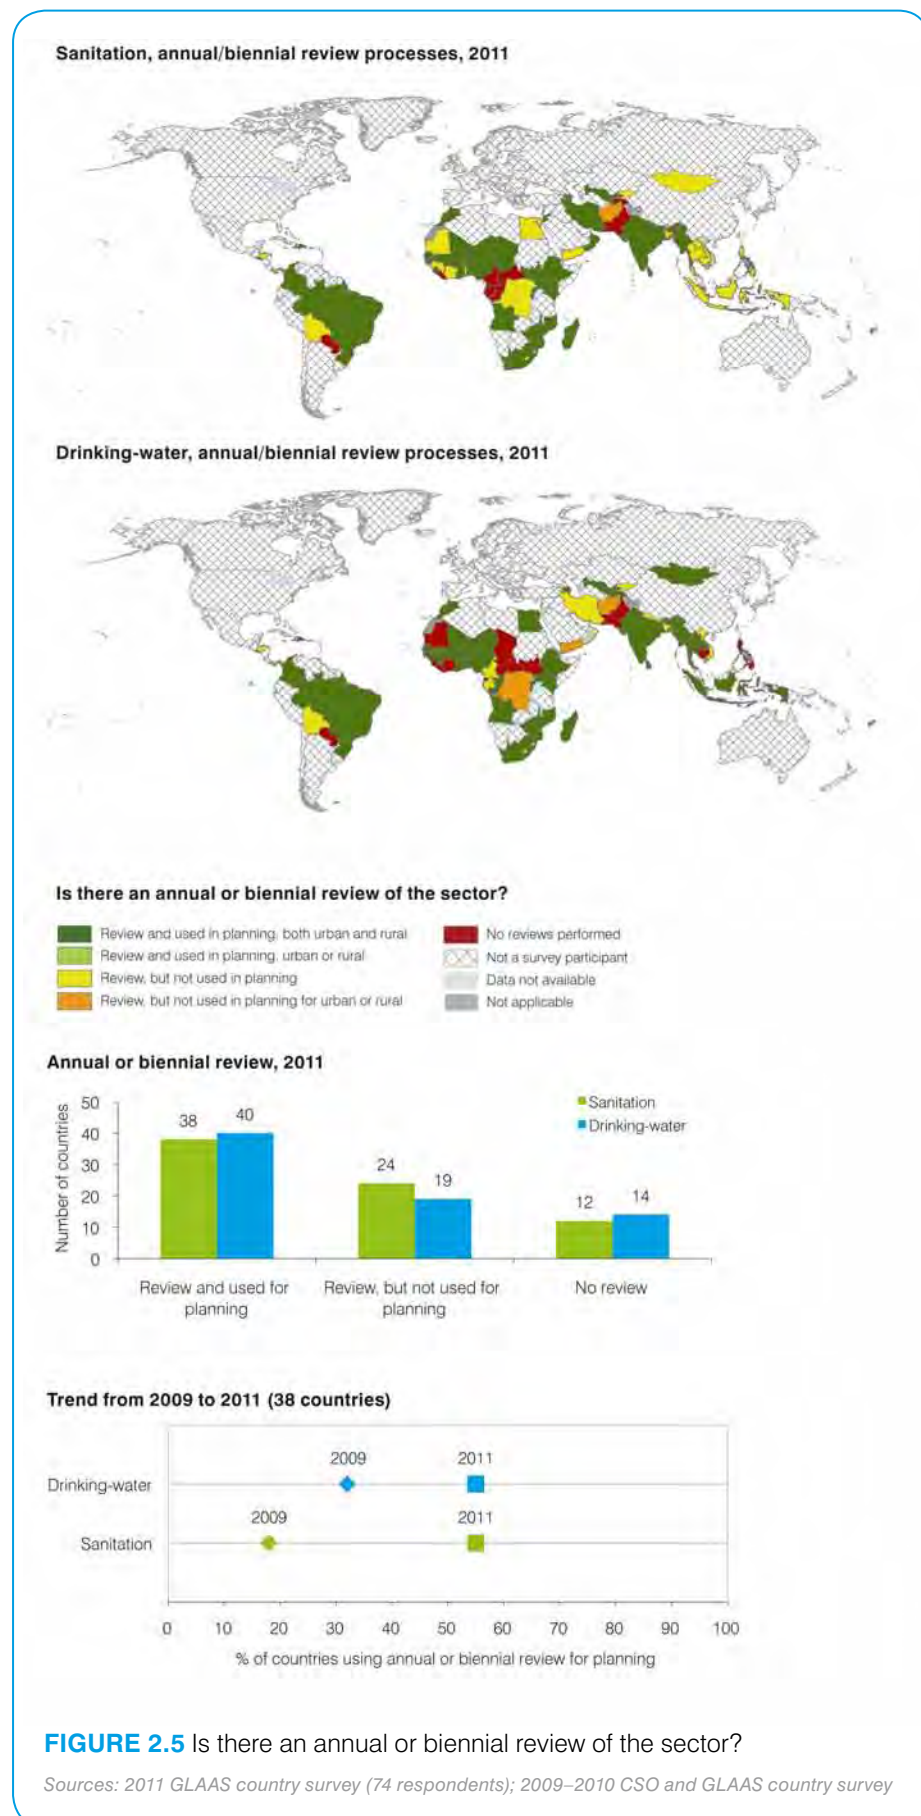 Sanitation, annual/biennial review processes, 2011
Drinking-water, annual/biennial review processes, 2011
Is there an annual or biennial review of the sector?
Review and used in planning, both urban and rural
Review and used in planning, urban or rural
Review, but not used in planning
Review, but not used in planning for urban or rural
No reviews performed
Not a survey participant
Data not available
Not applicable
Annual or biennial review, 2011
Number of countries
50
40
30
20
10
0
38
40
24
19
12
14
Sanitation
Drinking-water
Review and used for
planning
Review, but not used for
planning
No review
Trend from 2009 to 2011 (38 countries)
2009
2011
Drinking-water
2009
2011
Sanitation
0 10 20 30 40 50 60 70 80 90 100
% of countries using annual or biennial review for planning
FIGURE 2.5 Is there an annual or biennial review of the sector?
Sources: 2011 GLAAS country survey (74 respondents); 2009–2010 CSO and GLAAS country survey